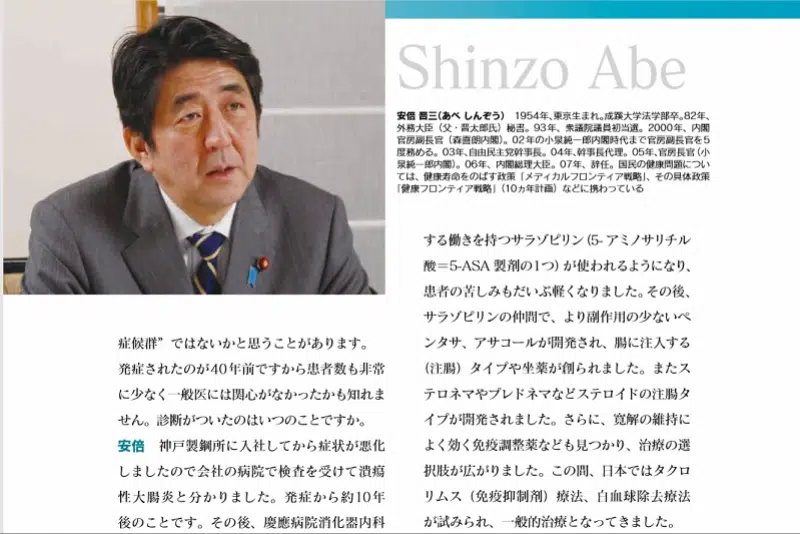 Shinzo Abe
安倍 晋三(あべ しんぞう) 1954年、東京生まれ。成蹊大学法学部卒。82年、
外務大臣(父・晋太郎氏)秘書。93年、衆議院議員初当選。2000年、内閣
官房副長官(森喜朗内閣)。02年の小泉純一郎内閣時代まで官房副長官を5
度務める。03年、自由民主党幹事長。04年、幹事長代理。05年、官房長官(小
泉純一郎内閣)。06年、内閣総理大臣。07年、辞任。国民の健康問題につい
ては、健康寿命をのばす政策「メディカルフロンティア戦略」、その具体政策
「健康フロンティア戦略」(10ヵ年計画)などに携わっている
症候群”ではないかと思うことがあります。
発症されたのが40年前ですから患者数も非常
に少なく一般医には関心がなかったかも知れま
せん。診断がついたのはいつのことですか。
安倍 神戸製鋼所に入社してから症状が悪化
しましたので会社の病院で検査を受けて潰瘍
性大腸炎と分かりました。発症から約10年
後のことです。その後、慶應病院消化器内科
する働きを持つサラゾピリン(5-アミノサリチル
酸=5-ASA製剤の1つ)が使われるようになり、
患者の苦しみもだいぶ軽くなりました。その後、
サラゾピリンの仲間で、より副作用の少ないペ
ンタサ、アサコールが開発され、腸に注入する
(注腸)タイプや坐薬が創られました。またス
テロネマやプレドネマなどステロイドの注腸タ
イプが開発されました。さらに、寛解の維持に
よく効く免疫調整薬なども見つかり、治療の選
択肢が広がりました。この間、日本ではタクロ
リムス(免疫抑制剤)療法、白血球除去療法
が試みられ、一般的治療となってきました。